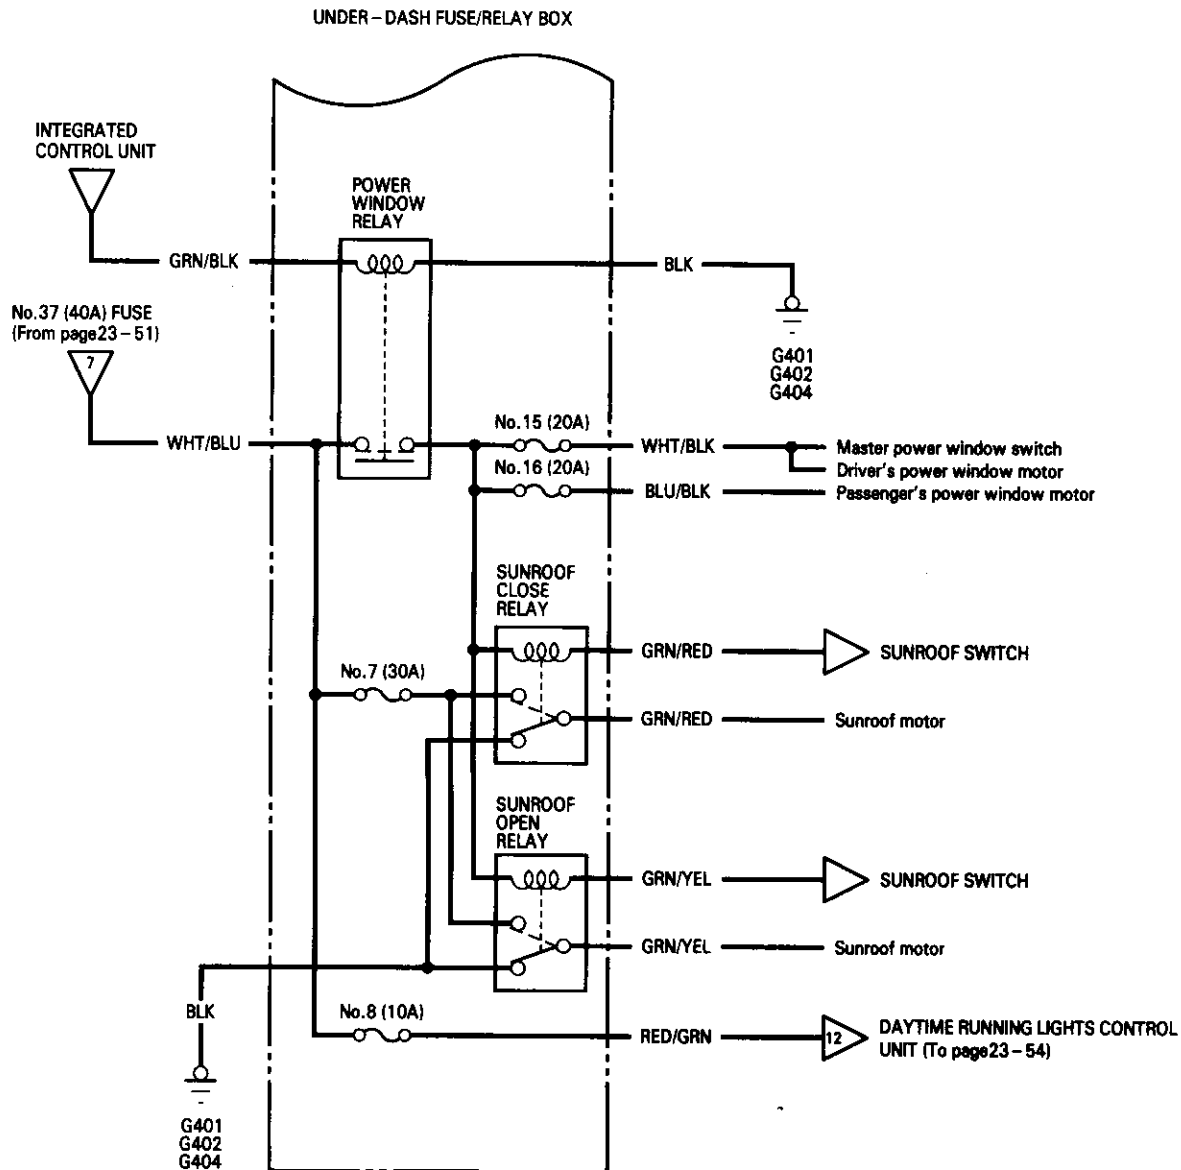 UNDER–DASH FUSE/RELAY BOX
INTEGRATED
CONTROL UNIT
POWER
WINDOW
RELAY
GRN/BLK
BLK
No.37 (40A) FUSE
(From page23–51)
7
G401
G402
G404
WHT/BLU
No.15 (20A)
WHT/BLK
Master power window switch
Driver's power window motor
No.16 (20A)
BLU/BLK
Passenger's power window motor
SUNROOF
CLOSE
RELAY
GRN/RED
SUNROOF SWITCH
No.7 (30A)
GRN/RED
Sunroof motor
SUNROOF
OPEN
RELAY
GRN/YEL
SUNROOF SWITCH
GRN/YEL
Sunroof motor
BLK
No.8 (10A)
RED/GRN
12
DAYTIME RUNNING LIGHTS CONTROL
UNIT (To page23–54)
G401
G402
G404